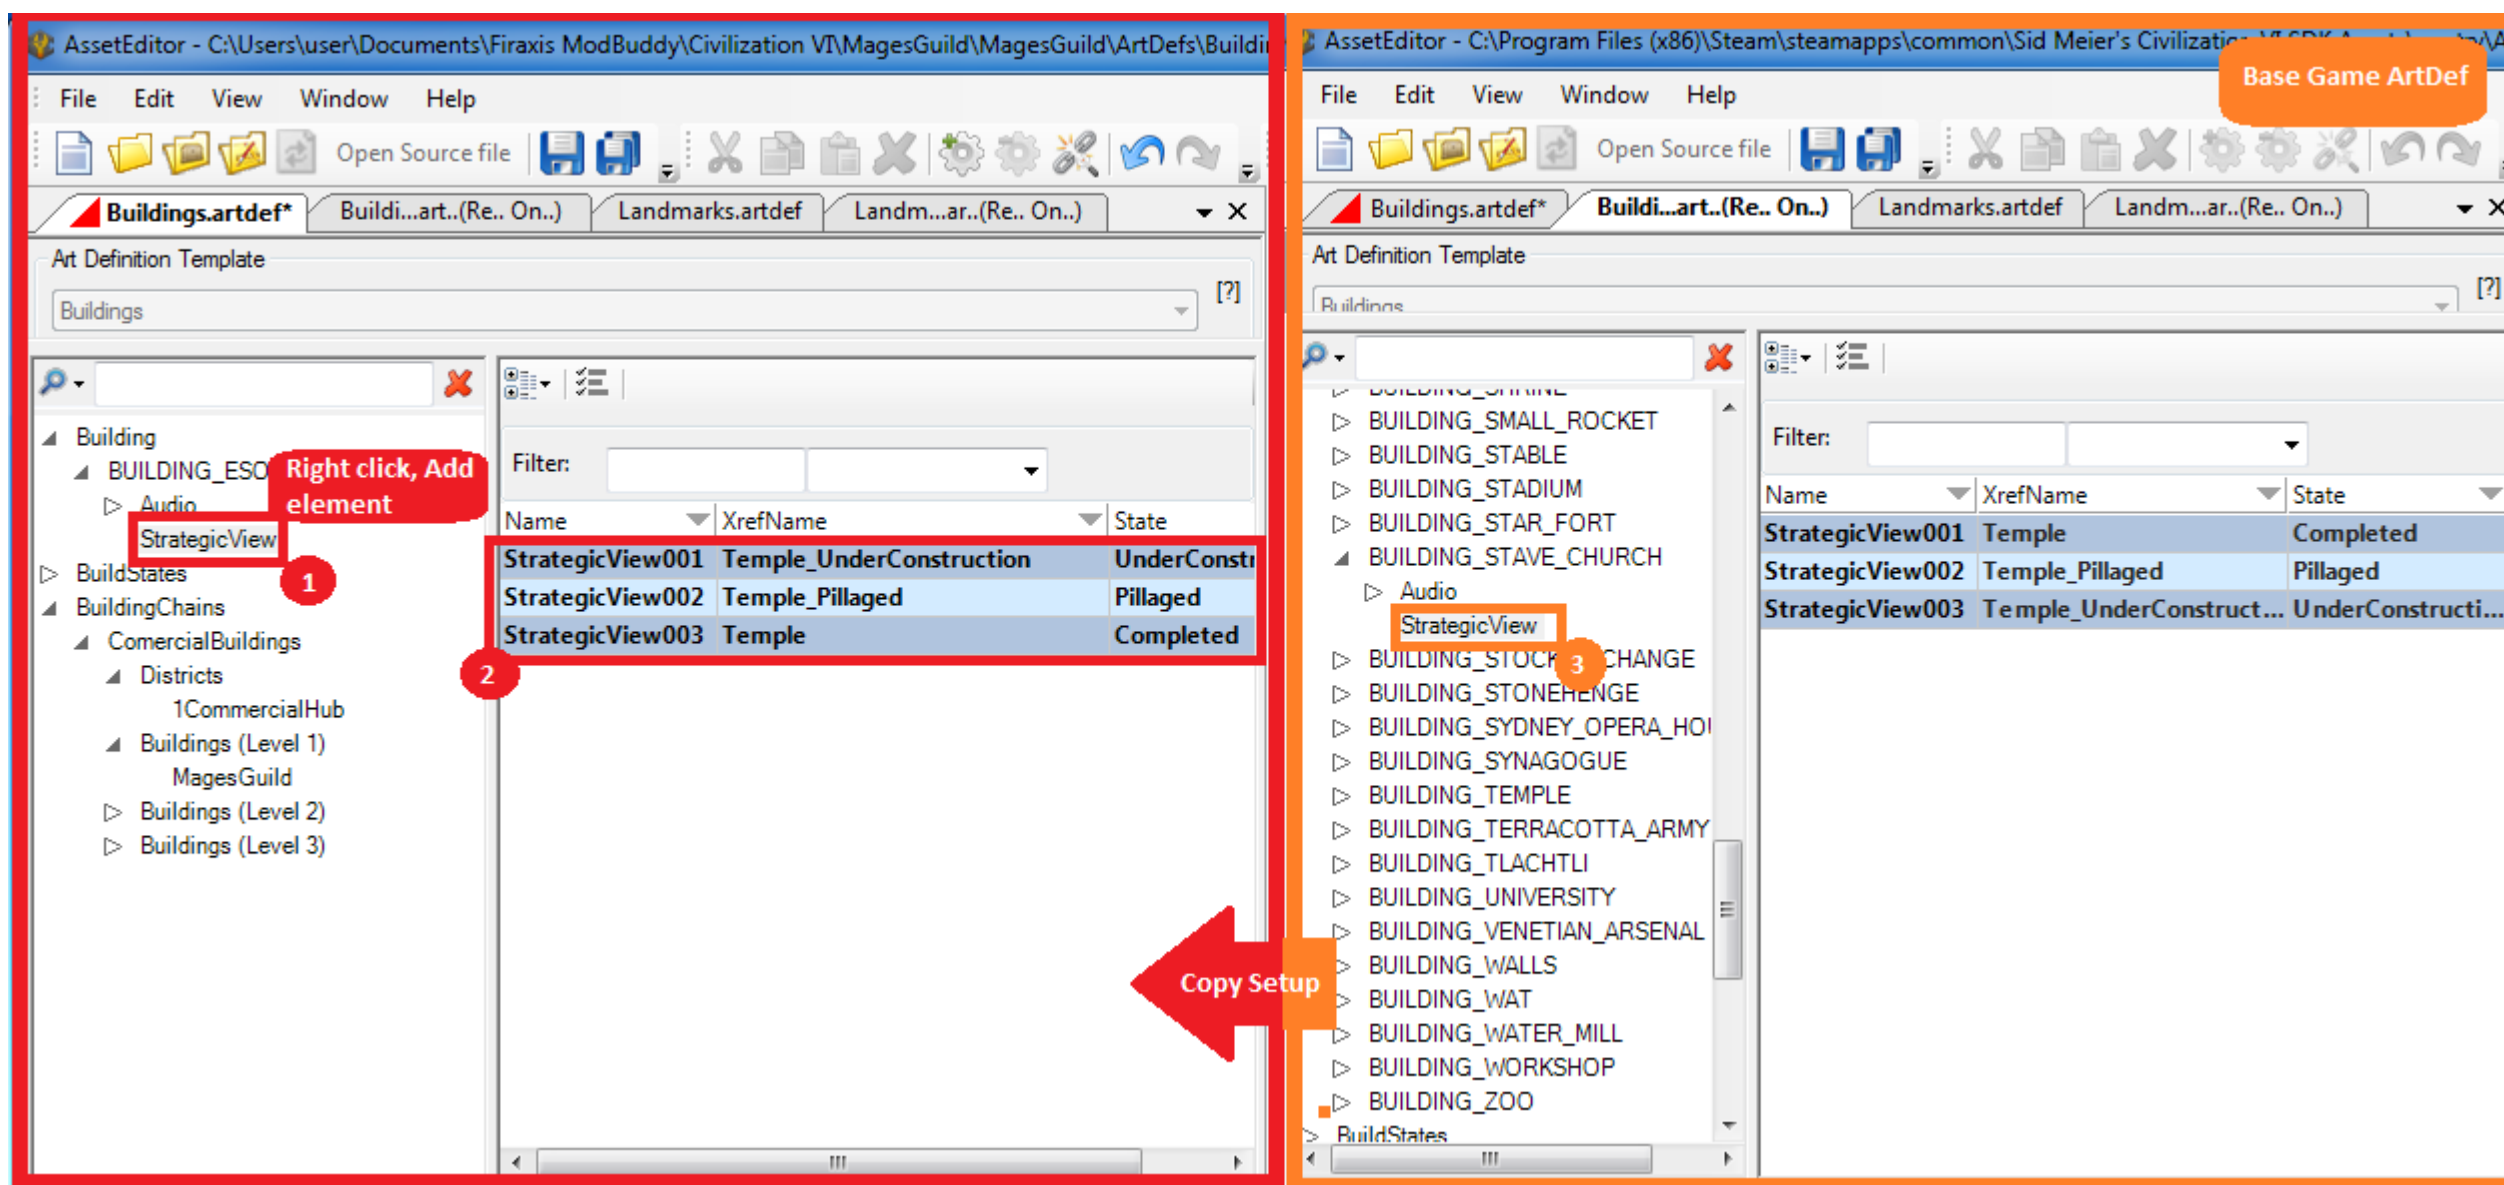 AssetEditor - C:\Users\user\Documents\Firaxis ModBuddy\Civilization VI\MagesGuild\MagesGuild\ArtDefs\Buildi
File Edit View Window Help
Open Source file
Buildings.artdef* Buildi...art..(Re.. On..) Landmarks.artdef Landm...ar..(Re.. On..)
Art Definition Template
Buildings [?]
Building
BUILDING_ESO
Audio
StrategicView
BuildStates
BuildingChains
ComercialBuildings
Districts
1CommercialHub
Buildings (Level 1)
MagesGuild
Buildings (Level 2)
Buildings (Level 3)
Right click, Add
element
1
Filter:
Name XrefName State
StrategicView001 Temple_UnderConstruction UnderConstr
StrategicView002 Temple_Pillaged Pillaged
StrategicView003 Temple Completed
2
Copy Setup
AssetEditor - C:\Program Files (x86)\Steam\steamapps\common\Sid Meier's
Base Game ArtDef
File Edit View Window Help
Open Source file
Buildings.artdef* Buildi...art..(Re.. On..) Landmarks.artdef Landm...ar..(Re.. On..)
Art Definition Template
Buildings [?]
BUILDING_SHRINE
BUILDING_SMALL_ROCKET
BUILDING_STABLE
BUILDING_STADIUM
BUILDING_STAR_FORT
BUILDING_STAVE_CHURCH
Audio
StrategicView
3
BUILDING_STOCK CHANGE
BUILDING_STONEHENGE
BUILDING_SYDNEY_OPERA_HOU
BUILDING_SYNAGOGUE
BUILDING_TEMPLE
BUILDING_TERRACOTTA_ARMY
BUILDING_TLACHTLI
BUILDING_UNIVERSITY
BUILDING_VENETIAN_ARSENAL
BUILDING_WALLS
BUILDING_WAT
BUILDING_WATER_MILL
BUILDING_WORKSHOP
BUILDING_ZOO
BuildStates
Filter:
Name XrefName State
StrategicView001 Temple Completed
StrategicView002 Temple_Pillaged Pillaged
StrategicView003 Temple_UnderConstruct... UnderConstructi...